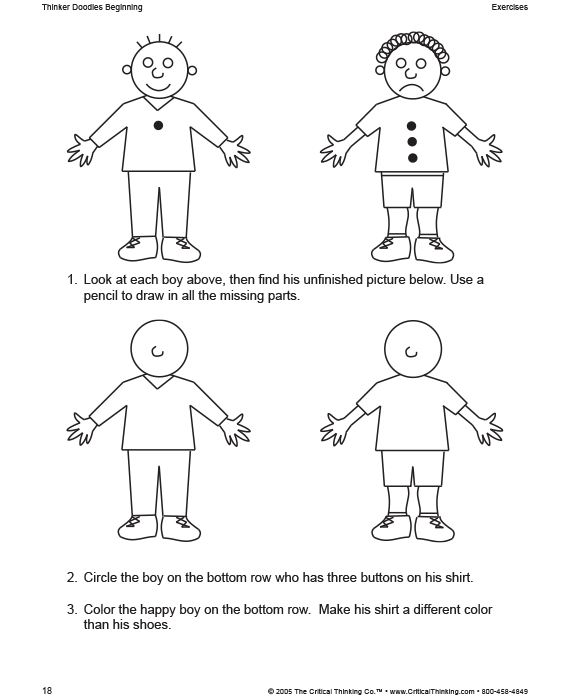 Thinker Doodles Beginning
Exercises
1. Look at each boy above, then find his unfinished picture below. Use a
pencil to draw in all the missing parts.
2. Circle the boy on the bottom row who has three buttons on his shirt.
3. Color the happy boy on the bottom row. Make his shirt a different color
than his shoes.
18
© 2005 The Critical Thinking Co.™ • www.CriticalThinking.com • 800-458-4849